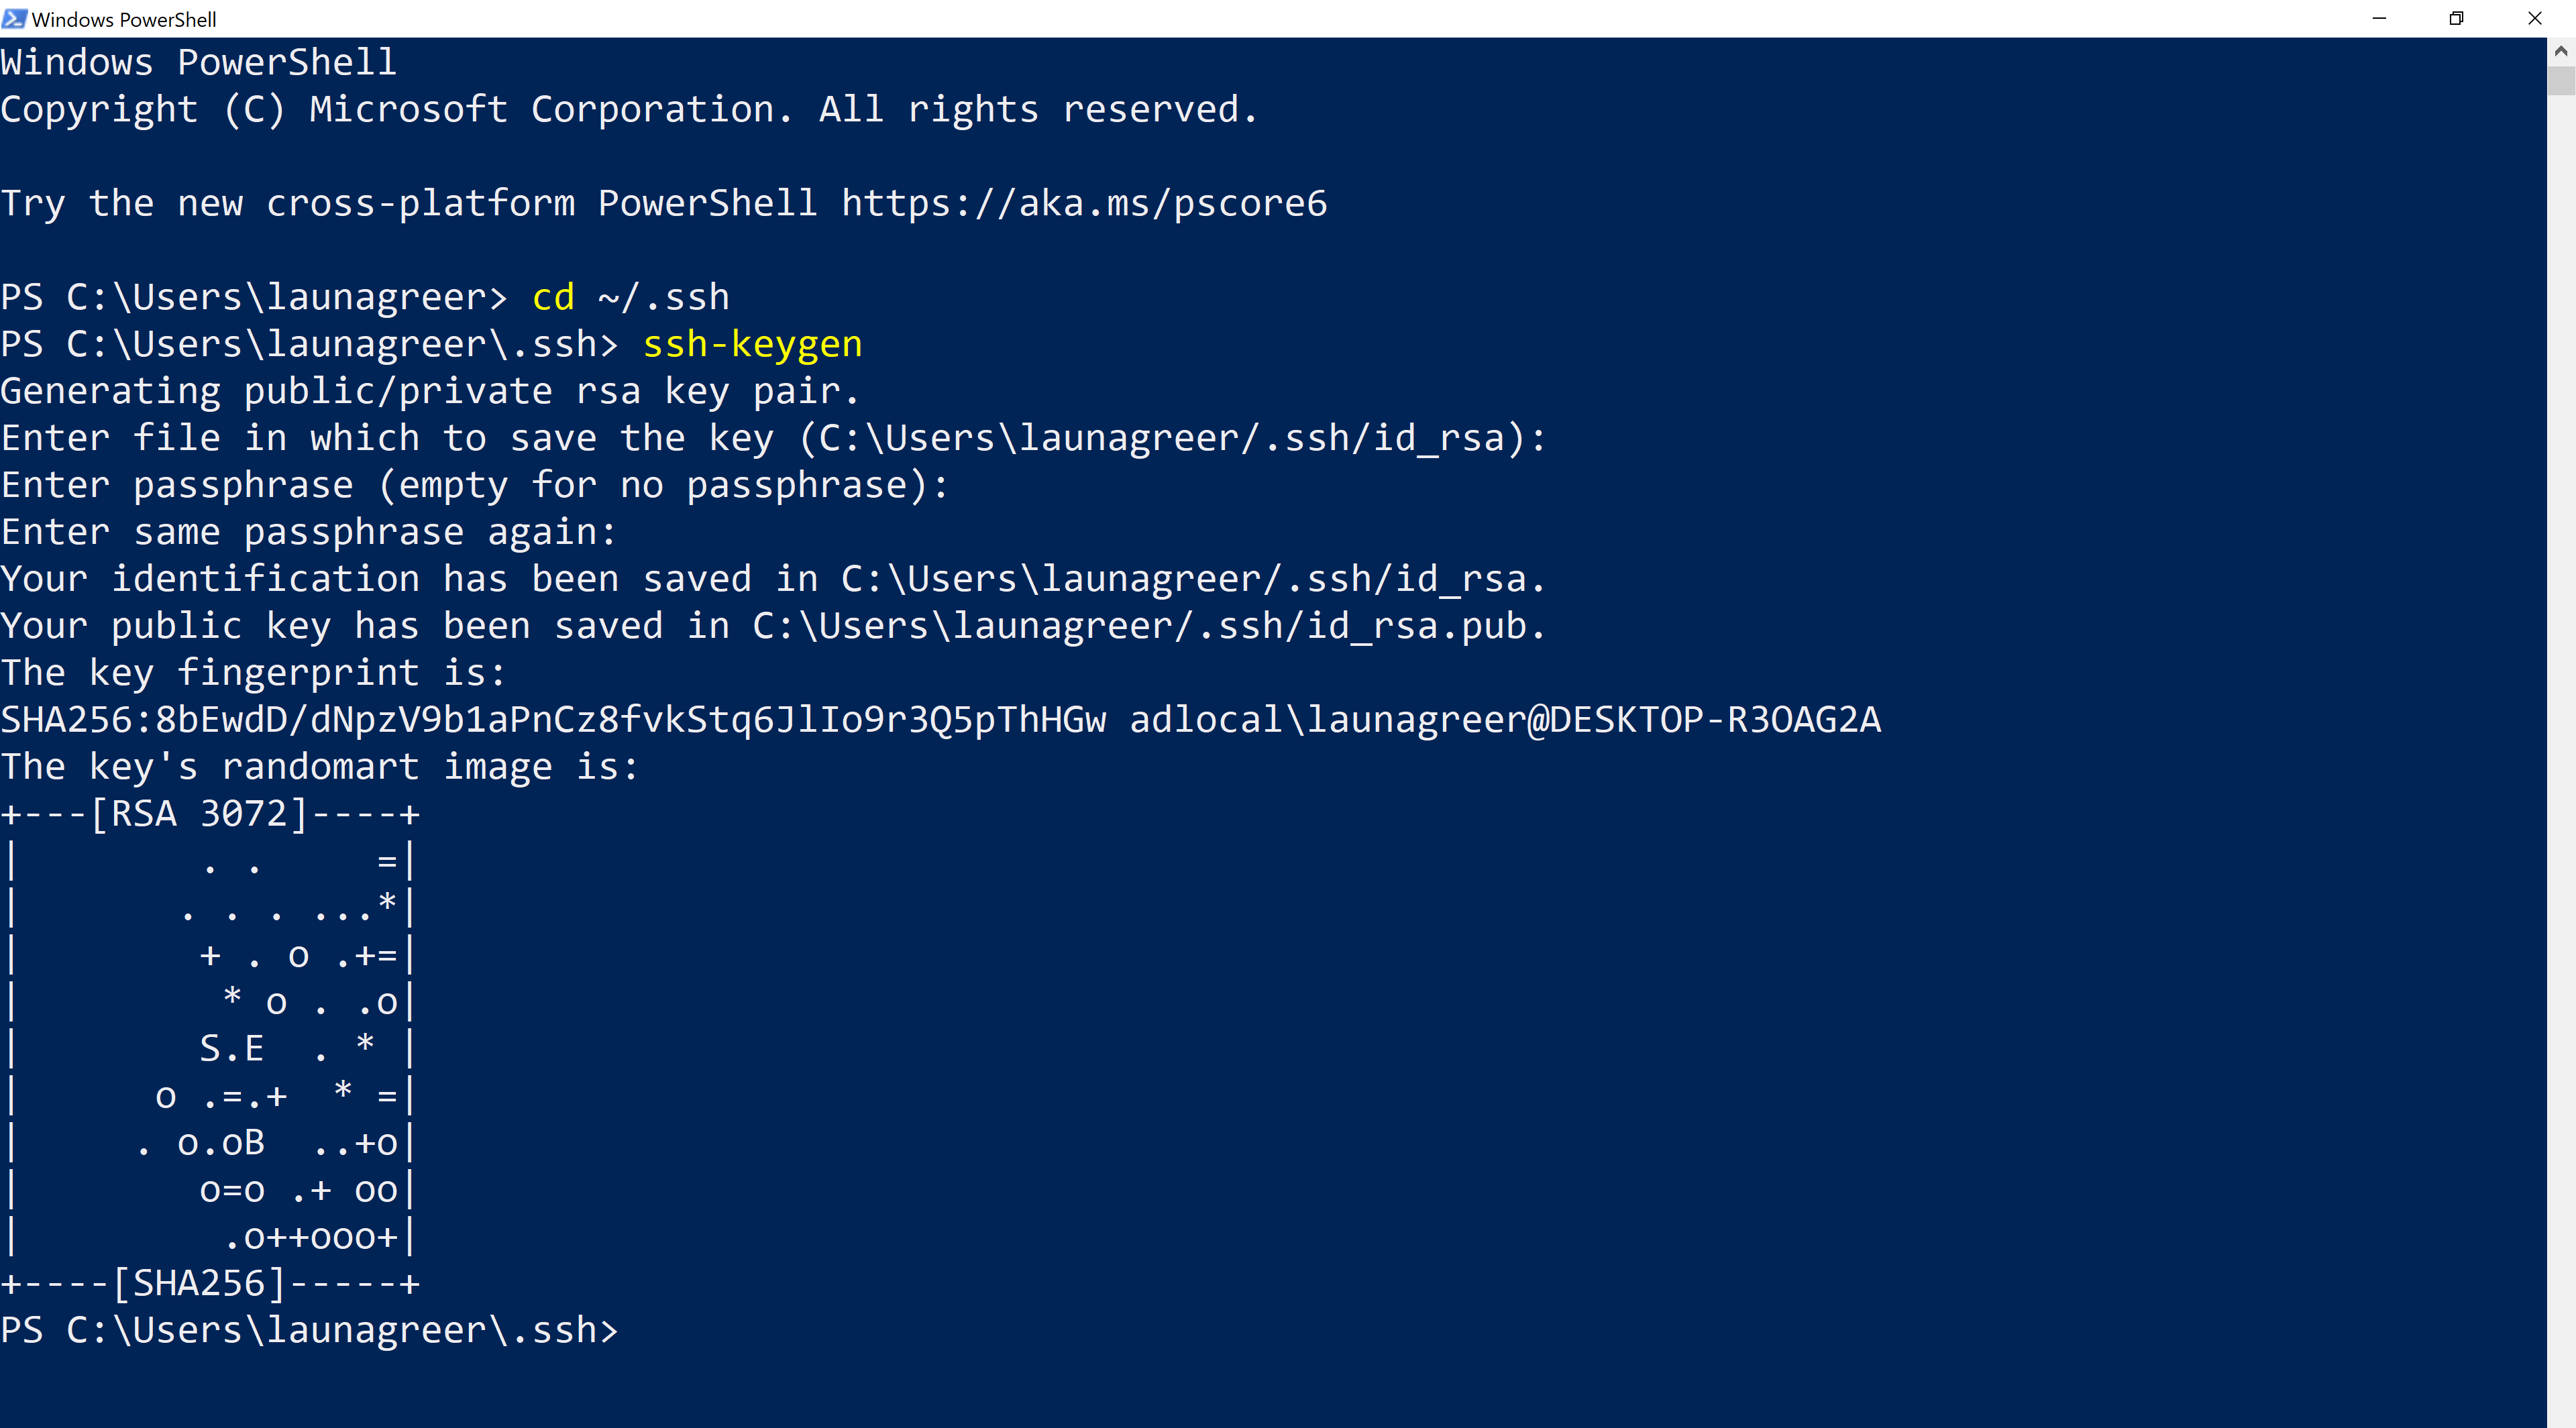 Windows PowerShell
Windows PowerShell
Copyright (C) Microsoft Corporation. All rights reserved.
Try the new cross-platform PowerShell https://aka.ms/pscore6
PS C:\Users\launagreer> cd ~/.ssh
PS C:\Users\launagreer\.ssh> ssh-keygen
Generating public/private rsa key pair.
Enter file in which to save the key (C:\Users\launagreer/.ssh/id_rsa):
Enter passphrase (empty for no passphrase):
Enter same passphrase again:
Your identification has been saved in C:\Users\launagreer/.ssh/id_rsa.
Your public key has been saved in C:\Users\launagreer/.ssh/id_rsa.pub.
The key fingerprint is:
SHA256:8bEwdD/dNpzV9b1aPnCz8fvkStq6JlIo9r3Q5pThHGw adlocal\launagreer@DESKTOP-R3OAG2A
The key's randomart image is:
+---[RSA 3072]----+
|        . .     =|
|       . . . ...*|
|        + . o .+=|
|         * o . .o|
|        S.E  . * |
|      o .=.+  * =|
|     . o.oB  ..+o|
|        o=o .+ oo|
|         .o++ooo+|
+----[SHA256]-----+
PS C:\Users\launagreer\.ssh>